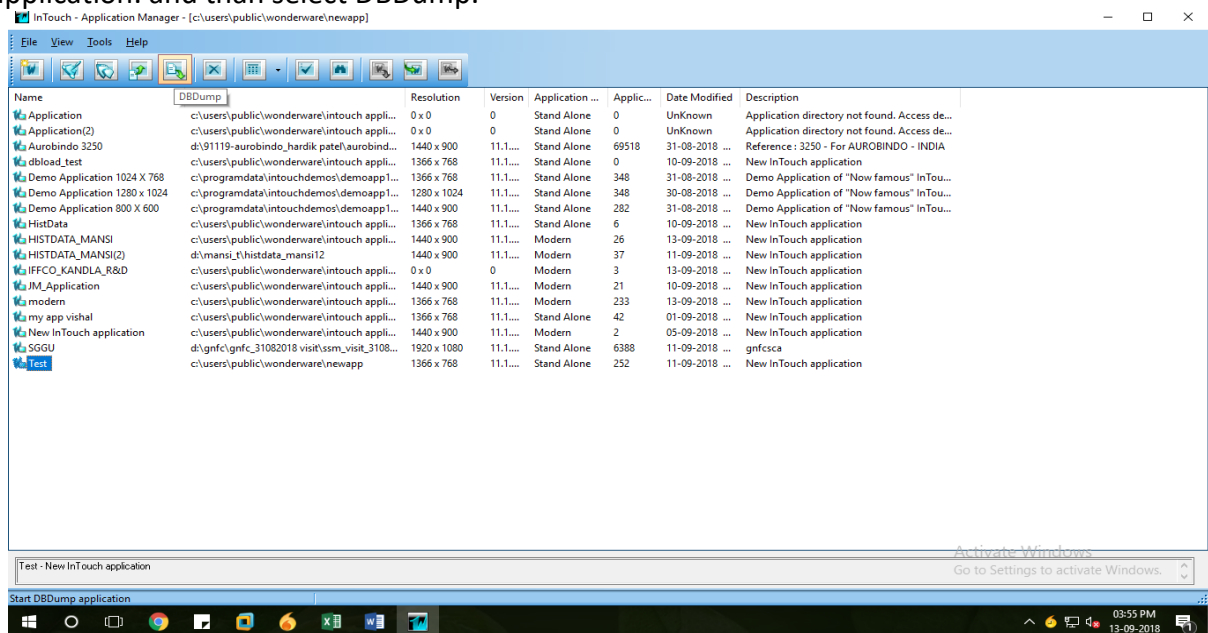 application. and than select DBDump.
InTouch - Application Manager - [c:\users\public\wonderware\newapp]
File View Tools Help
DBDump
Name Resolution Version Application ... Applic... Date Modified Description
Application c:\users\public\wonderware\intouch appli... 0 x 0 0 Stand Alone 0 UnKnown Application directory not found. Access de...
Application(2) c:\users\public\wonderware\intouch appli... 0 x 0 0 Stand Alone 0 UnKnown Application directory not found. Access de...
Aurobindo 3250 d:\91119-aurobindo_hardik patel\aurobind... 1440 x 900 11.1.... Stand Alone 69518 31-08-2018 ... Reference : 3250 - For AUROBINDO - INDIA
dbload_test c:\users\public\wonderware\intouch appli... 1366 x 768 11.1.... Stand Alone 0 10-09-2018 ... New InTouch application
Demo Application 1024 X 768 c:\programdata\intouchdemos\demoapp1... 1366 x 768 11.1.... Stand Alone 348 31-08-2018 ... Demo Application of "Now famous" InTou...
Demo Application 1280 x 1024 c:\programdata\intouchdemos\demoapp1... 1280 x 1024 11.1.... Stand Alone 348 30-08-2018 ... Demo Application of "Now famous" InTou...
Demo Application 800 X 600 c:\programdata\intouchdemos\demoapp1... 1440 x 900 11.1.... Stand Alone 282 31-08-2018 ... Demo Application of "Now famous" InTou...
HistData c:\users\public\wonderware\intouch appli... 1366 x 768 11.1.... Stand Alone 6 10-09-2018 ... New InTouch application
HISTDATA_MANSI c:\users\public\wonderware\intouch appli... 1440 x 900 11.1.... Modern 26 13-09-2018 ... New InTouch application
HISTDATA_MANSI(2) d:\mansi_t\histdata_mansi12 1440 x 900 11.1.... Modern 37 11-09-2018 ... New InTouch application
IFFCO_KANDLA_R&D c:\users\public\wonderware\intouch appli... 0 x 0 0 Modern 3 13-09-2018 ... New InTouch application
JM_Application c:\users\public\wonderware\intouch appli... 1440 x 900 11.1.... Modern 21 10-09-2018 ... New InTouch application
modern c:\users\public\wonderware\intouch appli... 1366 x 768 11.1.... Modern 233 13-09-2018 ... New InTouch application
my app vishal c:\users\public\wonderware\intouch appli... 1366 x 768 11.1.... Stand Alone 42 01-09-2018 ... New InTouch application
New InTouch application c:\users\public\wonderware\intouch appli... 1440 x 900 11.1.... Modern 2 05-09-2018 ... New InTouch application
SGGU d:\gnfc\gnfc_31082018 visit\ssm_visit_3108... 1920 x 1080 11.1.... Stand Alone 6388 11-09-2018 ... gnfcsca
Test c:\users\public\wonderware\newapp 1366 x 768 11.1.... Stand Alone 252 11-09-2018 ... New InTouch application
Activate Windows
Test - New InTouch application
Go to Settings to activate Windows.
Start DBDump application
03:55 PM
13-09-2018